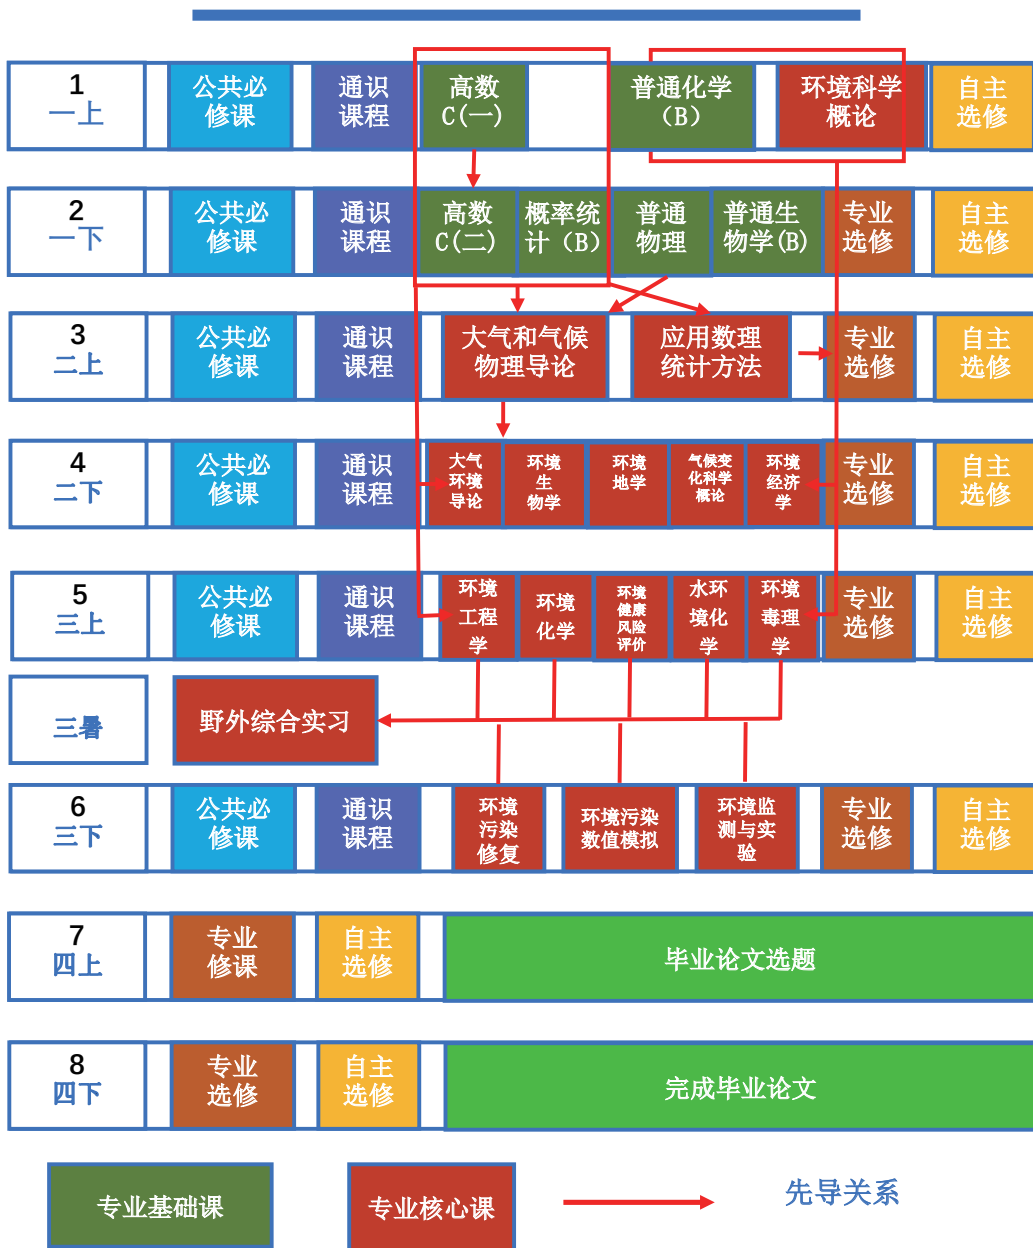 1
一上
公共必
修课
通识
课程
高数
C(一)
普通化学
（B）
环境科学
概论
自主
选修
2
一下
公共必
修课
通识
课程
高数
C(二)
概率统
计（B）
普通
物理
普通生
物学(B)
专业
选修
自主
选修
3
二上
公共必
修课
通识
课程
大气和气候
物理导论
应用数理
统计方法
专业
选修
自主
选修
4
二下
公共必
修课
通识
课程
大气
环境
导论
环境
生
物学
环境
地学
气候变
化科学
概论
环境
经济
学
专业
选修
自主
选修
5
三上
公共必
修课
通识
课程
环境
工程
学
环境
化学
环境
健康
风险
评价
水环
境化
学
环境
毒理
学
专业
选修
自主
选修
三暑
野外综合实习
6
三下
公共必
修课
通识
课程
环境
污染
修复
环境污染
数值模拟
环境监
测与实
验
专业
选修
自主
选修
7
四上
专业
修课
自主
选修
毕业论文选题
8
四下
专业
选修
自主
选修
完成毕业论文
专业基础课
专业核心课
先导关系